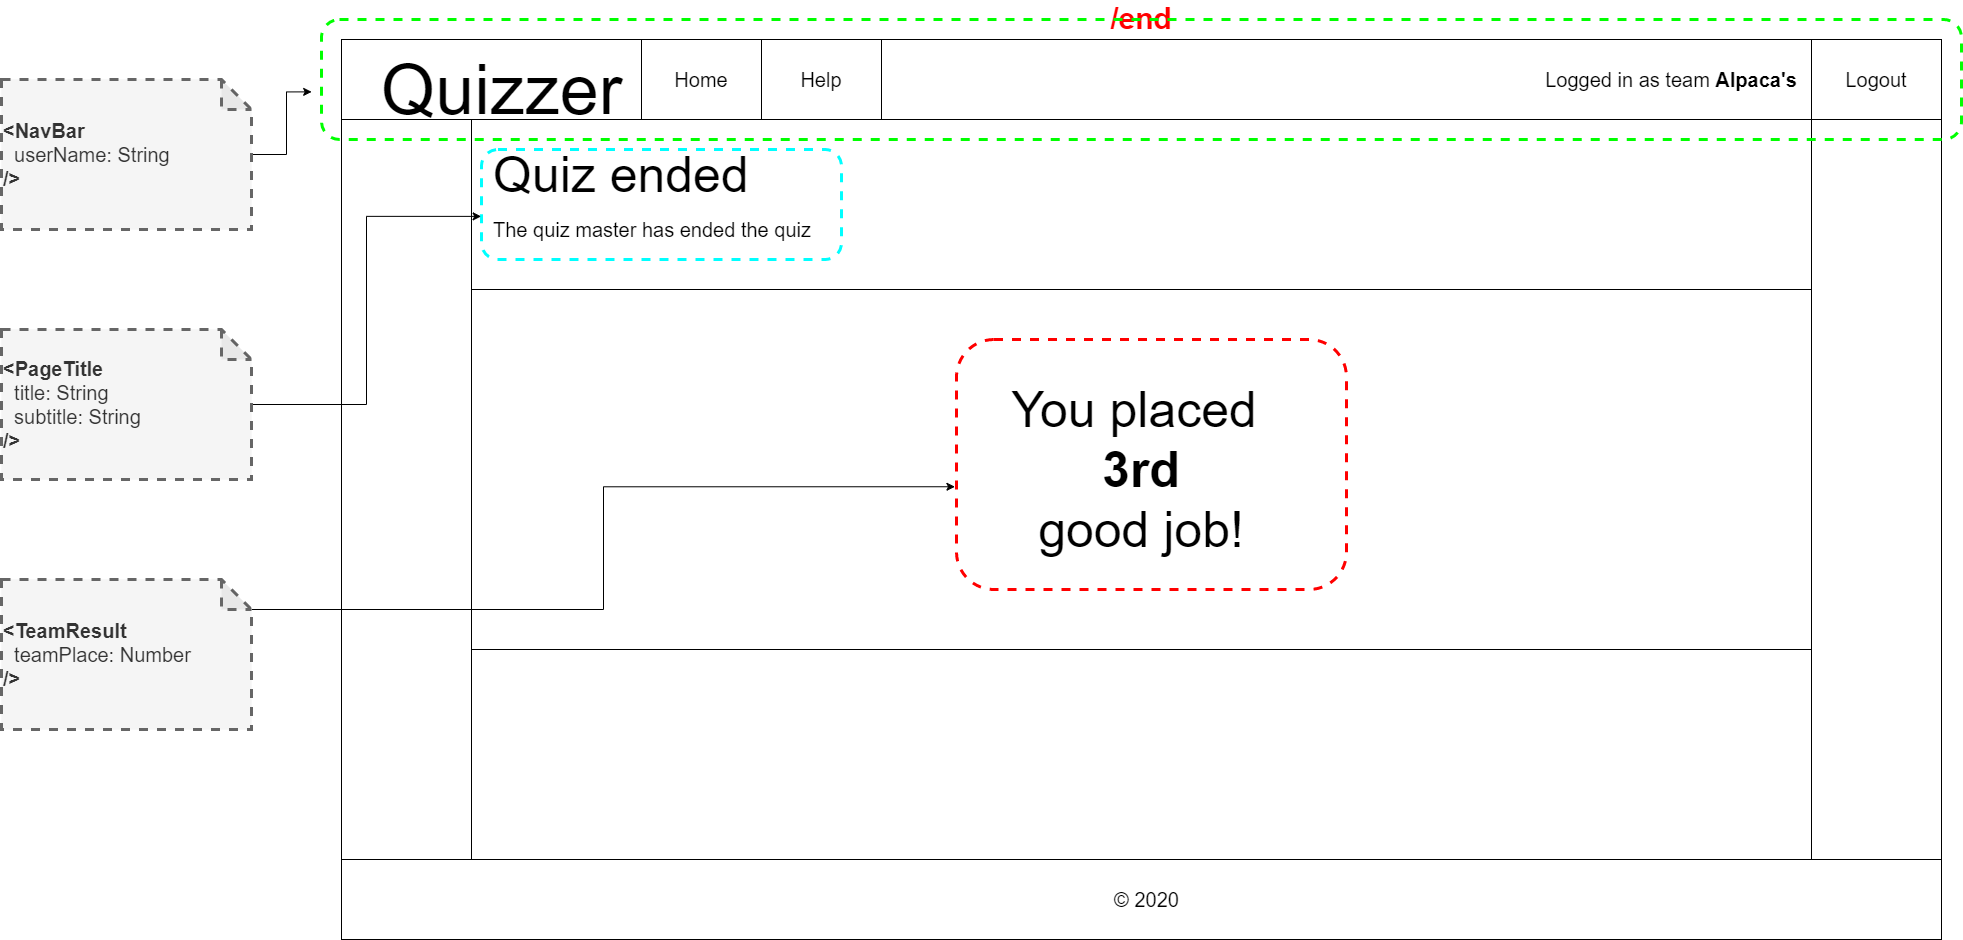 /end
Quizzer
Home
Help
Logged in as team Alpaca's
Logout
<NavBar
userName: String
/>
Quiz ended
The quiz master has ended the quiz
<PageTitle
title: String
subtitle: String
/>
You placed
3rd
good job!
<TeamResult
teamPlace: Number
/>
© 2020